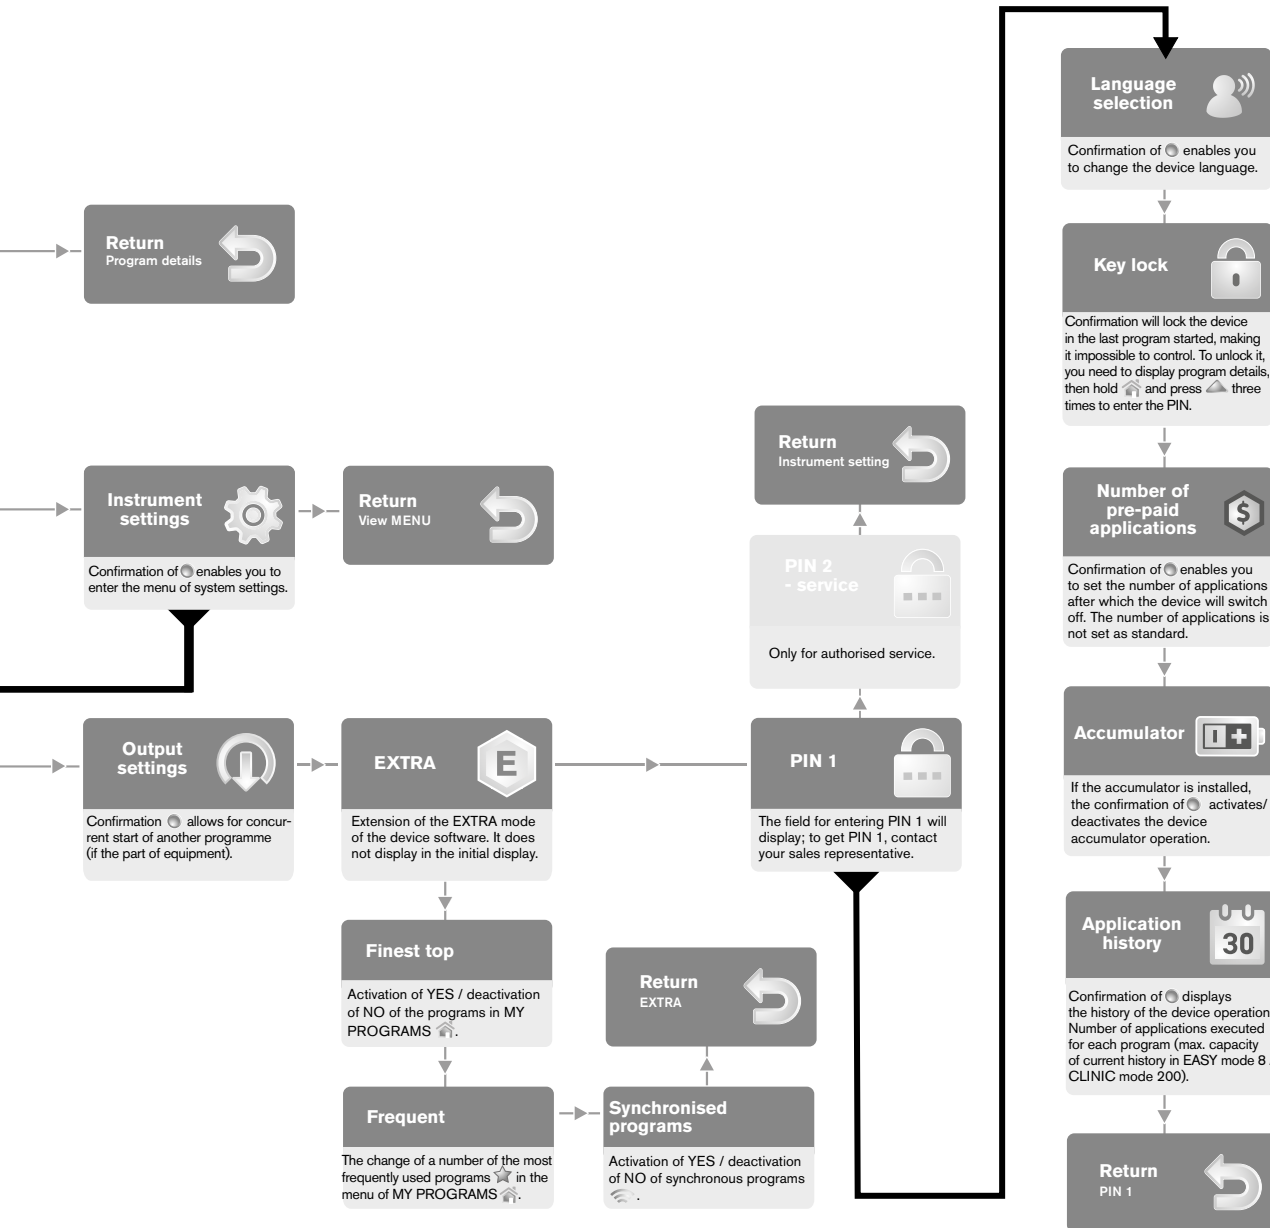 Return
Program details
Instrument
settings
Confirmation of enables you to
enter the menu of system settings.
Return
View MENU
Output
settings
Confirmation allows for concur-
rent start of another programme
(if the part of equipment).
EXTRA
E
Extension of the EXTRA mode
of the device software. It does
not display in the initial display.
Finest top
Activation of YES / deactivation
of NO of the programs in MY
PROGRAMS .
Frequent
The change of a number of the most
frequently used programs in the
menu of MY PROGRAMS .
Synchronised
programs
Activation of YES / deactivation
of NO of synchronous programs
.
Return
EXTRA
Return
Instrument setting
PIN 2
- service
Only for authorised service.
PIN 1
The field for entering PIN 1 will
display; to get PIN 1, contact
your sales representative.
Language
selection
Confirmation of enables you
to change the device language.
Key lock
Confirmation will lock the device
in the last program started, making
it impossible to control. To unlock it,
you need to display program details,
then hold and press three
times to enter the PIN.
Number of
pre-paid
applications
$
Confirmation of enables you
to set the number of applications
after which the device will switch
off. The number of applications is
not set as standard.
Accumulator
If the accumulator is installed,
the confirmation of activates/
deactivates the device
accumulator operation.
Application
history
30
Confirmation of displays
the history of the device operation
Number of applications executed
for each program (max. capacity
of current history in EASY mode 8
CLINIC mode 200).
Return
PIN 1